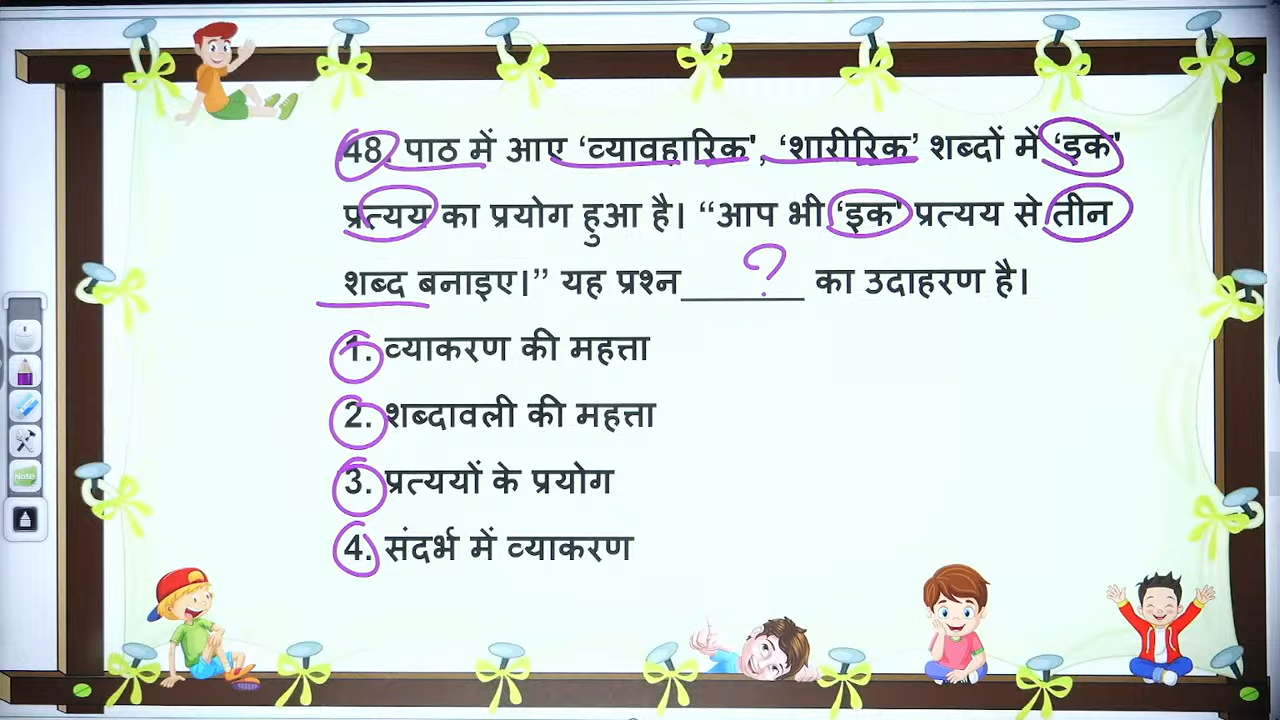 48. पाठ में आए ‘व्यावहारिक', ‘शारीरिक’ शब्दों में ‘इक'
प्रत्यय का प्रयोग हुआ है। “आप भी ‘इक' प्रत्यय से तीन
शब्द बनाइए।” यह प्रश्न________ का उदाहरण है।
?
1. व्याकरण की महत्ता
2. शब्दावली की महत्ता
3. प्रत्ययों के प्रयोग
4. संदर्भ में व्याकरण
Note